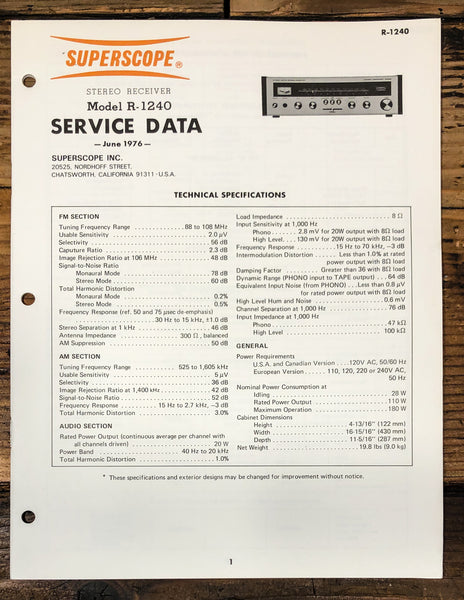 R-1240
SUPERSCOPE®
STEREO RECEIVER
Model R-1240
SERVICE DATA
— June 1976 —
SUPERSCOPE INC.
20525, NORDHOFF STREET,
CHATSWORTH, CALIFORNIA 91311 · U.S.A.
TECHNICAL SPECIFICATIONS
FM SECTION
Tuning Frequency Range . . . . . . . . . . . . 88 to 108 MHz
Usable Sensitivity . . . . . . . . . . . . 2.0 µV
Selectivity . . . . . . . . . . . . 56 dB
Caputure Ratio . . . . . . . . . . . . 2.3 dB
Image Rejection Ratio at 106 MHz . . . . . . . . . . . . 48 dB
Signal-to-Noise Ratio
Monaural Mode . . . . . . . . . . . . 78 dB
Stereo Mode . . . . . . . . . . . . 60 dB
Total Harmonic Distortion
Monaural Mode . . . . . . . . . . . . 0.2%
Stereo Mode . . . . . . . . . . . . 0.5%
Frequency Response (ref. 50 and 75 µsec de-emphasis)
. . . . . . . . . . . . 30 Hz to 15 kHz, ±1.0 dB
Stereo Separation at 1 kHz . . . . . . . . . . . . 46 dB
Antenna Impedance . . . . . . . . . . . . 300 Ω, balanced
AM Suppression . . . . . . . . . . . . 50 dB
AM SECTION
Tuning Frequency Range . . . . . . . . . . . . 525 to 1,605 kHz
Usable Sensitivity . . . . . . . . . . . . 5 µV
Selectivity . . . . . . . . . . . . 36 dB
Image Rejection Ratio at 1,400 kHz . . . . . . . . . . . . 42 dB
Signal-to-Noise Ratio . . . . . . . . . . . . 52 dB
Frequency Response . . . . . . . . . . . . 15 Hz to 2.7 kHz, −3 dB
Total Harmonic Distortion . . . . . . . . . . . . 3.0%
AUDIO SECTION
Rated Power Output (continuous average per channel with
all channels driven) . . . . . . . . . . . . 20 W
Power Band . . . . . . . . . . . . 40 Hz to 20 kHz
Total Harmonic Distortion . . . . . . . . . . . . 1.0%
Load Impedance . . . . . . . . . . . . 8 Ω
Input Sensitivity at 1,000 Hz
Phono . . . . . . . . . . . . 2.8 mV for 20W output with 8Ω load
High Level . . . . 130 mV for 20W output with 8Ω load
Frequency Response . . . . . . . . . . . . 15 Hz to 70 kHz, −3 dB
Intermodulation Distortion . . . . . . Less than 1.0% at rated
power output with 8Ω load
Damping Factor . . . . . . . . . . . . Greater than 36 with 8Ω load
Dynamic Range (PHONO input to TAPE output) . . . . 64 dB
Equivalent Input Noise (from PHONO) . . . . Less than 0.8 µV
for rated power output with 8Ω load
High Level Hum and Noise . . . . . . . . . . . . 0.6 mV
Channel Separation at 1,000 Hz . . . . . . . . . . . . 76 dB
Input Impedance at 1,000 Hz
Phono . . . . . . . . . . . . 47 kΩ
High Level . . . . . . . . . . . . 100 kΩ
GENERAL
Power Requirements
U.S.A. and Canadian Version . . . . 120V AC, 50/60 Hz
European Version . . . . 110, 120, 220 or 240V AC,
50 Hz
Nominal Power Consumption at
Idling . . . . . . . . . . . . 28 W
Rated Power Output . . . . . . . . . . . . 110 W
Maximum Operation . . . . . . . . . . . . 180 W
Cabinet Dimensions
Height . . . . . . . . . . . . 4-13/16" (122 mm)
Width . . . . . . . . . . . . 16-15/16" (430 mm)
Depth . . . . . . . . . . . . 11-5/16" (287 mm)
Net Weight . . . . . . . . . . . . 19.8 lbs (9.0 kg)
* These specifications and exterior designs may be changed for improvement without notice.
1